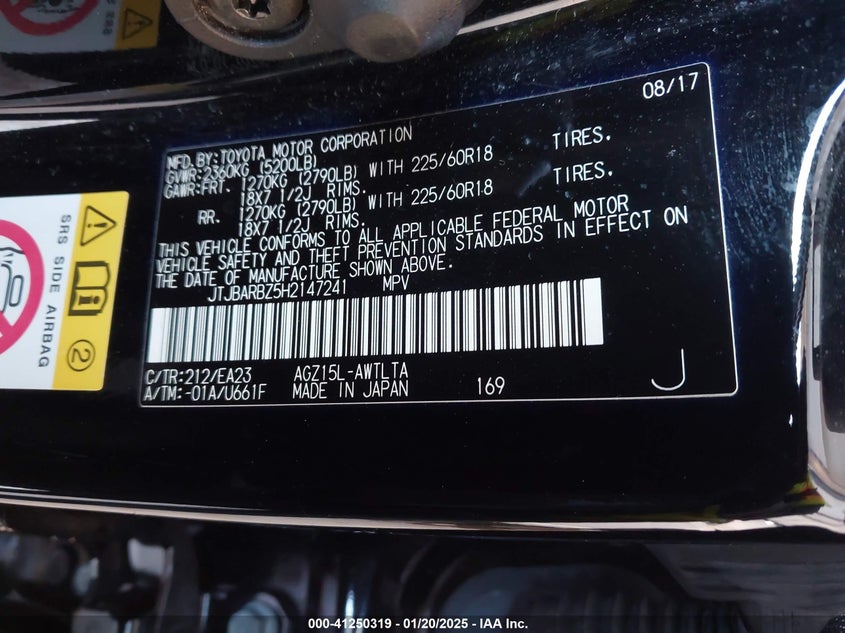 08/17
MFD. BY: TOYOTA MOTOR CORPORATION
GVWR: 2360KG (5200LB)
GAWR: FRT. 1270KG (2790LB) WITH 225/60R18 TIRES.
18X7 1/2J RIMS.
RR. 1270KG (2790LB) WITH 225/60R18 TIRES.
18X7 1/2J RIMS.
THIS VEHICLE CONFORMS TO ALL APPLICABLE FEDERAL MOTOR
VEHICLE SAFETY AND THEFT PREVENTION STANDARDS IN EFFECT ON
THE DATE OF MANUFACTURE SHOWN ABOVE.
JTJBARBZ5H2147241 MPV
C/TR: 212/EA23 AGZ15L-AWTLTA
A/TM: -01A/U661F MADE IN JAPAN 169 J
SRS SIDE AIRBAG
2
000-41250319 / 01/20/2025 - IAA Inc.